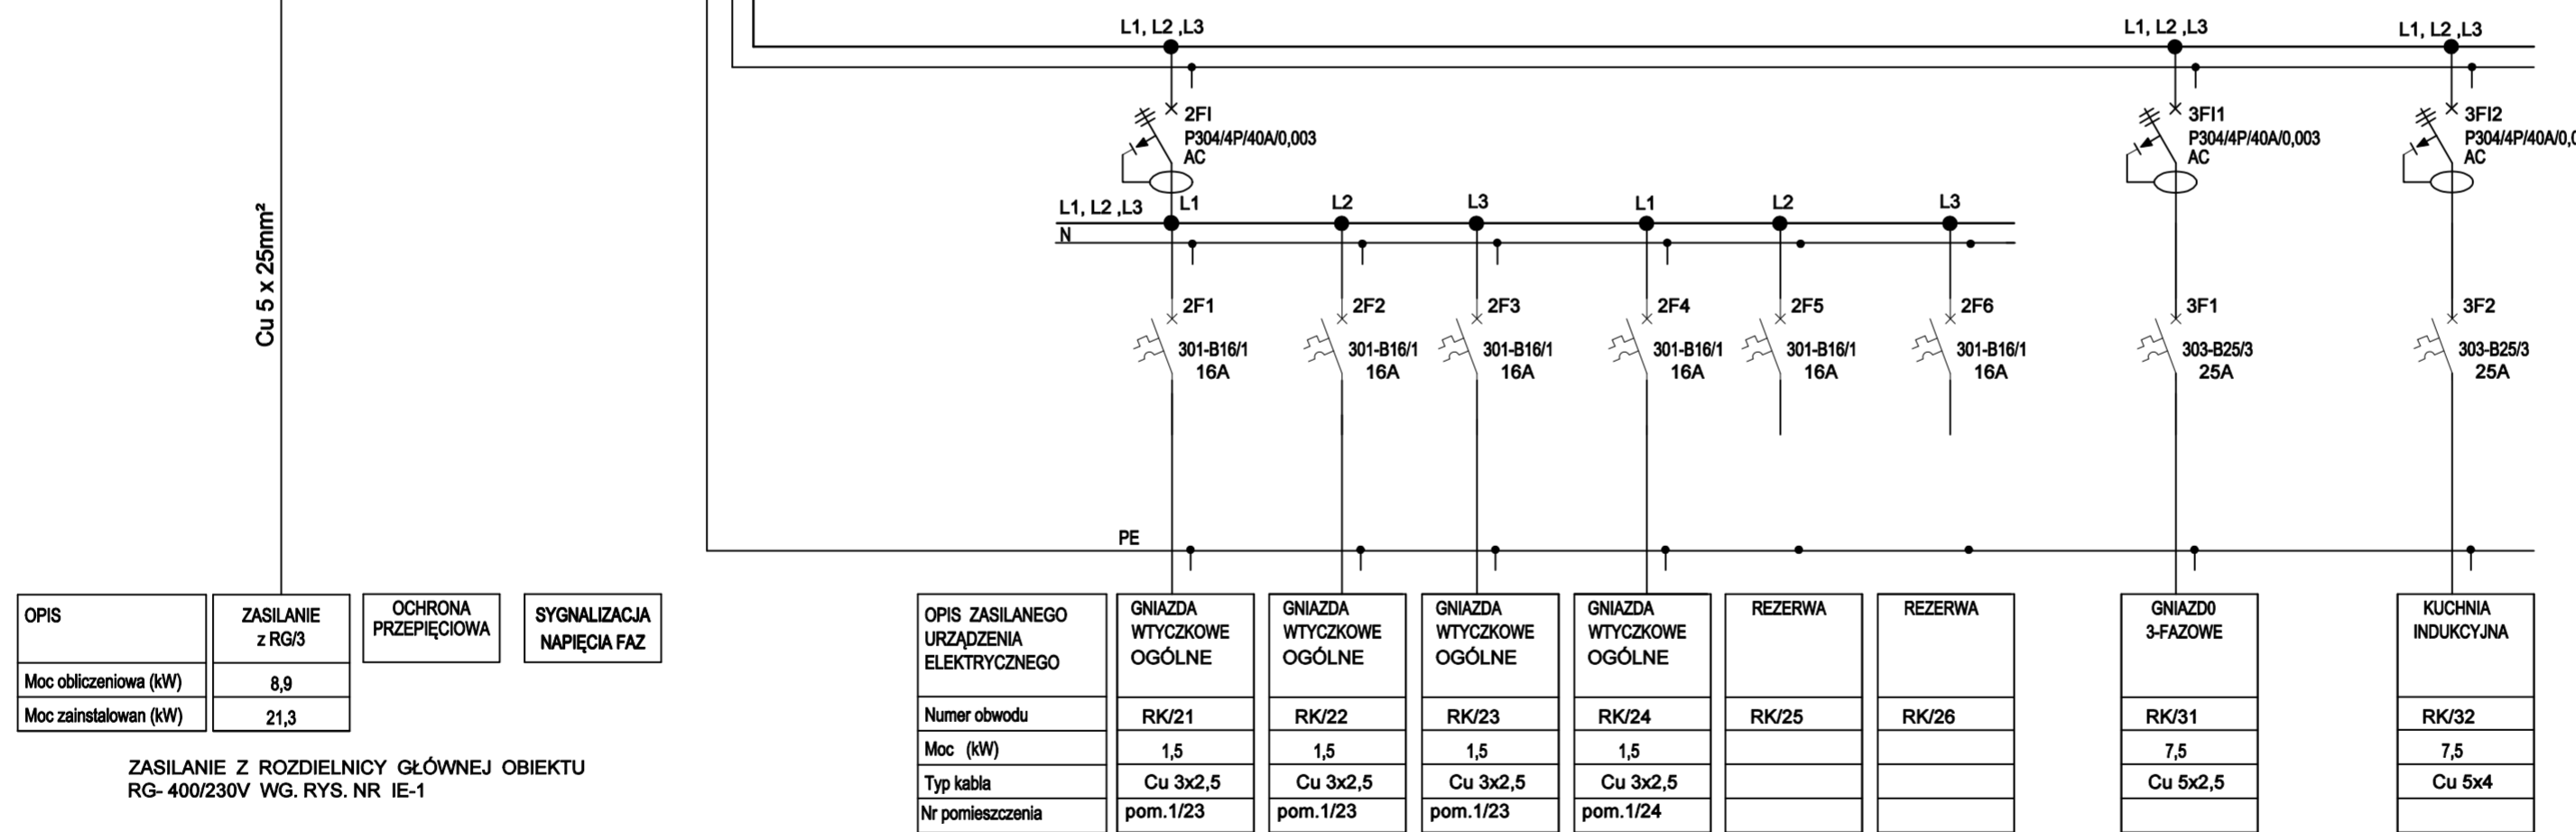 L1, L2 ,L3
L1, L2 ,L3
L1, L2 ,L3
2FI
P304/4P/40A/0,003
AC
3FI1
P304/4P/40A/0,003
AC
3FI2
P304/4P/40A/0,0
AC
Cu 5 x 25mm²
L1, L2 ,L3
N
L1
L2
L3
L1
L2
L3
2F1
301-B16/1
16A
2F2
301-B16/1
16A
2F3
301-B16/1
16A
2F4
301-B16/1
16A
2F5
301-B16/1
16A
2F6
301-B16/1
16A
3F1
303-B25/3
25A
3F2
303-B25/3
25A
PE
OPIS
ZASILANIE
z RG/3
OCHRONA
PRZEPIĘCIOWA
SYGNALIZACJA
NAPIĘCIA FAZ
Moc obliczeniowa (kW)
8,9
Moc zainstalowan (kW)
21,3
ZASILANIE Z ROZDIELNICY GŁÓWNEJ OBIEKTU
RG- 400/230V WG. RYS. NR IE-1
OPIS ZASILANEGO
URZĄDZENIA
ELEKTRYCZNEGO
GNIAZDA
WTYCZKOWE
OGÓLNE
GNIAZDA
WTYCZKOWE
OGÓLNE
GNIAZDA
WTYCZKOWE
OGÓLNE
GNIAZDA
WTYCZKOWE
OGÓLNE
REZERWA
REZERWA
GNIAZD0
3-FAZOWE
KUCHNIA
INDUKCYJNA
Numer obwodu
RK/21
RK/22
RK/23
RK/24
RK/25
RK/26
RK/31
RK/32
Moc (kW)
1,5
1,5
1,5
1,5
7,5
7,5
Typ kabla
Cu 3x2,5
Cu 3x2,5
Cu 3x2,5
Cu 3x2,5
Cu 5x2,5
Cu 5x4
Nr pomieszczenia
pom.1/23
pom.1/23
pom.1/23
pom.1/24